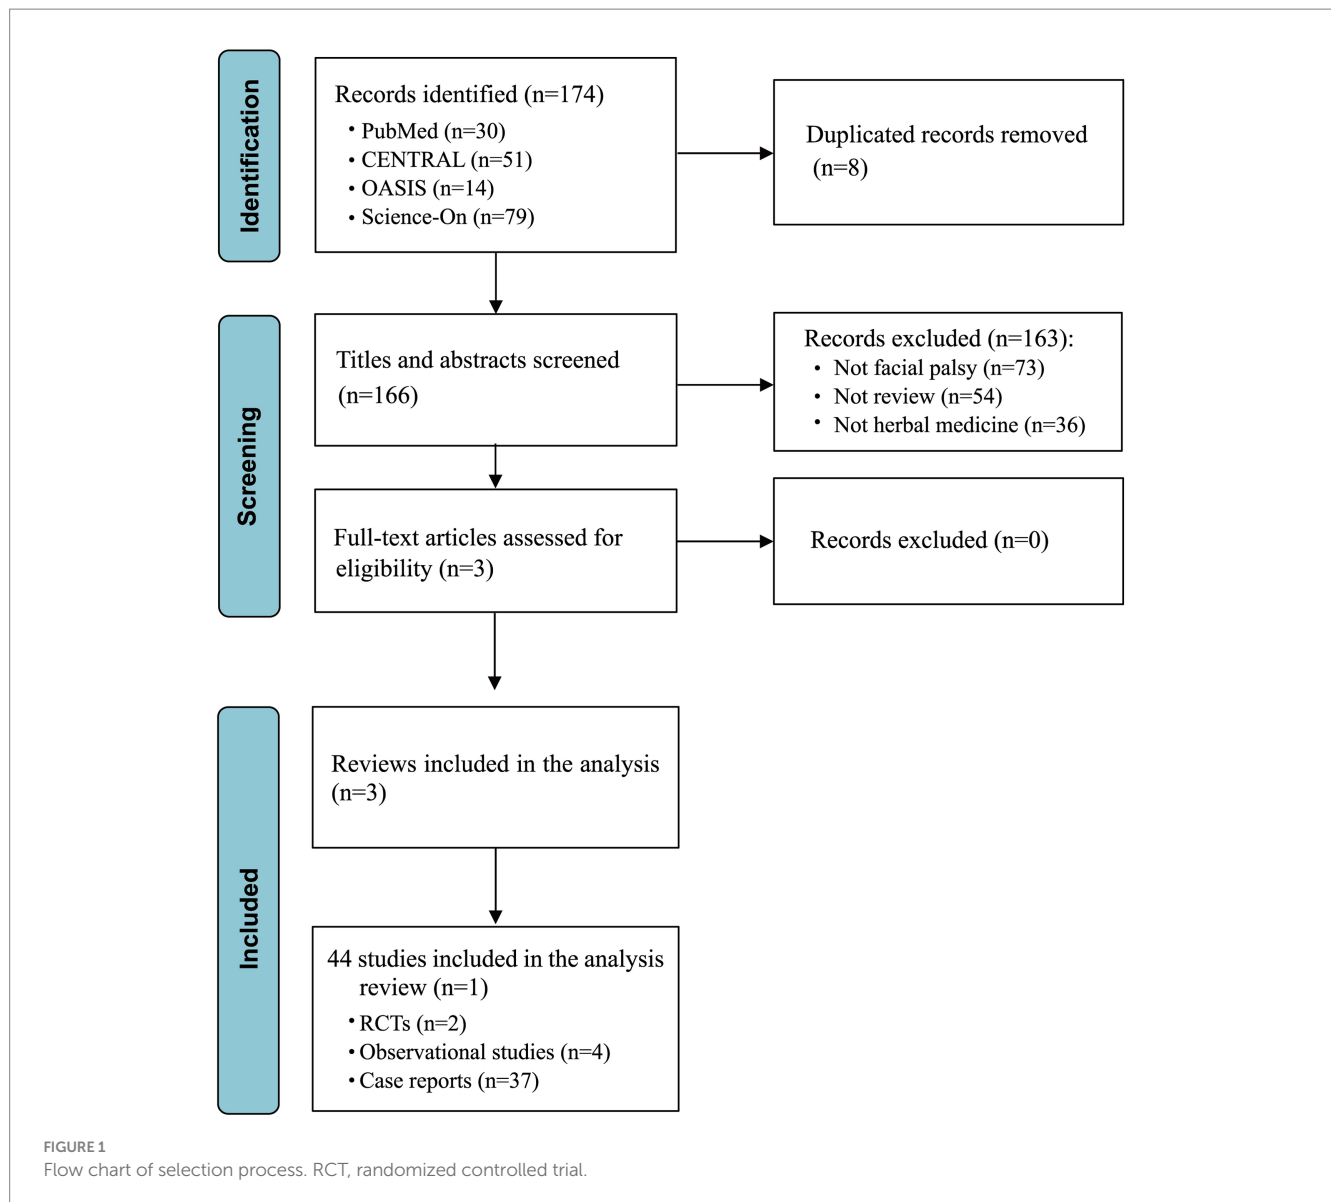 Identification
Records identified (n=174)
• PubMed (n=30)
• CENTRAL (n=51)
• OASIS (n=14)
• Science-On (n=79)
Duplicated records removed
(n=8)
Screening
Titles and abstracts screened
(n=166)
Records excluded (n=163):
• Not facial palsy (n=73)
• Not review (n=54)
• Not herbal medicine (n=36)
Full-text articles assessed for
eligibility (n=3)
Records excluded (n=0)
Included
Reviews included in the analysis
(n=3)
44 studies included in the analysis
review (n=1)
• RCTs (n=2)
• Observational studies (n=4)
• Case reports (n=37)
FIGURE 1
Flow chart of selection process. RCT, randomized controlled trial.